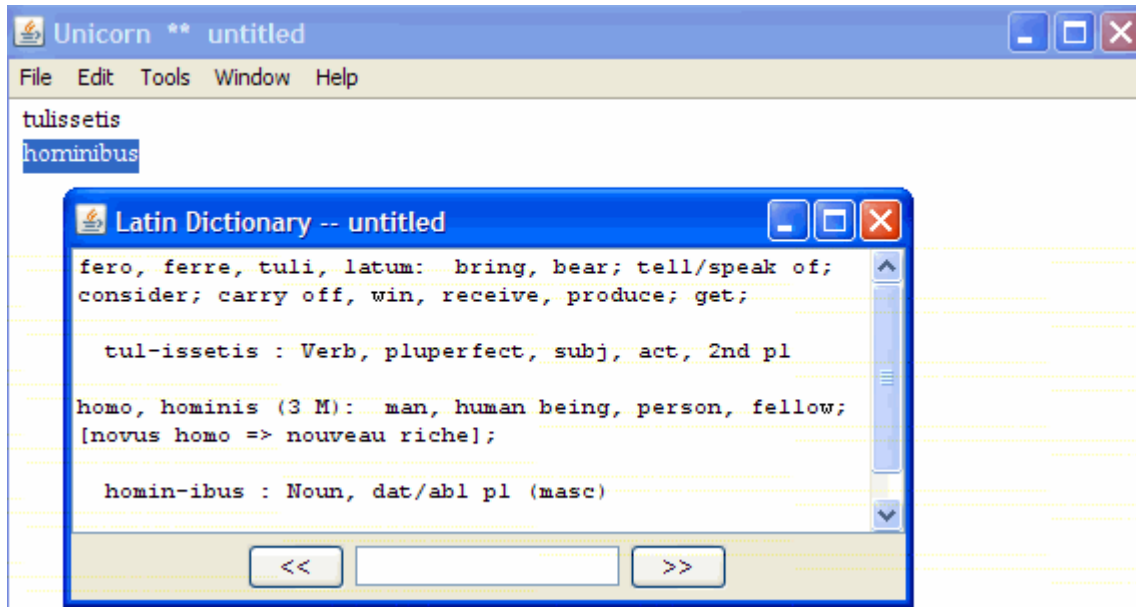 Unicorn ** untitled
File Edit Tools Window Help
tulissetis
hominibus
Latin Dictionary -- untitled
fero, ferre, tuli, latum: bring, bear; tell/speak of;
consider; carry off, win, receive, produce; get;
tul-issetis : Verb, pluperfect, subj, act, 2nd pl
homo, hominis (3 M): man, human being, person, fellow;
[novus homo => nouveau riche];
homin-ibus : Noun, dat/abl pl (masc)
<< >>